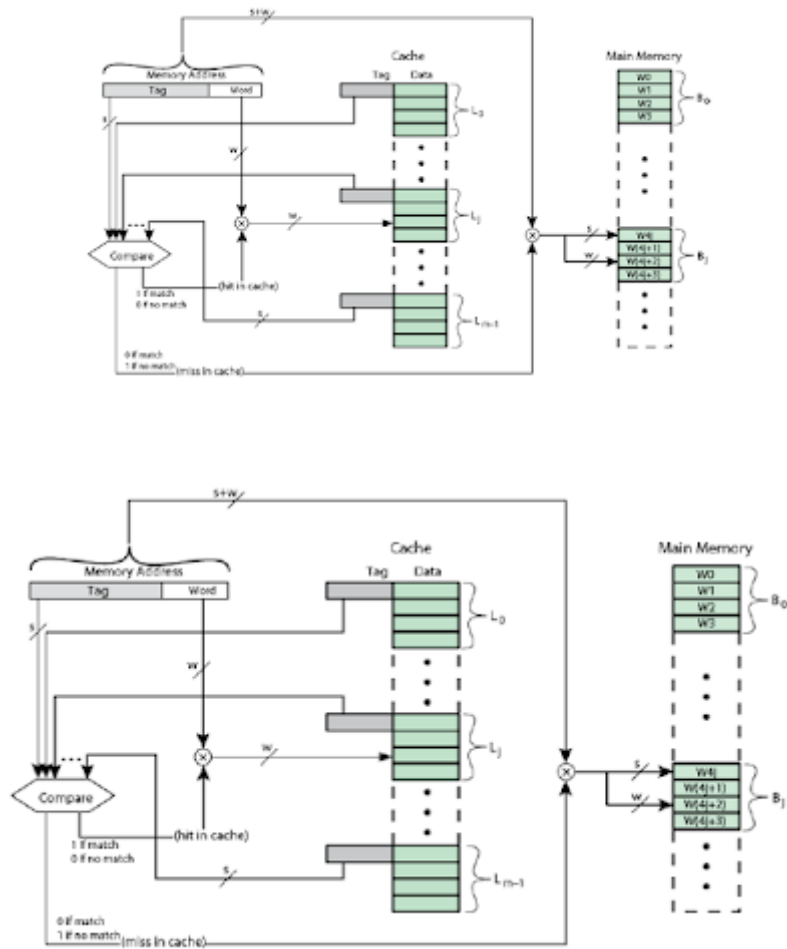 s+w
Cache
Main Memory
Memory Address
Tag Data
Tag Word
W0
W1
W2
W3
B0
L0
s
w
w
Lj
Compare
(hit in cache)
1 if match
0 if no match
s
Lm-1
s
w
W4j
W(4j+1)
W(4j+2)
W(4j+3)
Bj
0 if match
1 if no match
(miss in cache)
s+w
Cache
Main Memory
Memory Address
Tag Data
Tag Word
W0
W1
W2
W3
B0
L0
s
w
w
Lj
Compare
(hit in cache)
1 if match
0 if no match
s
Lm-1
s
w
W4j
W(4j+1)
W(4j+2)
W(4j+3)
Bj
0 if match
1 if no match
(miss in cache)